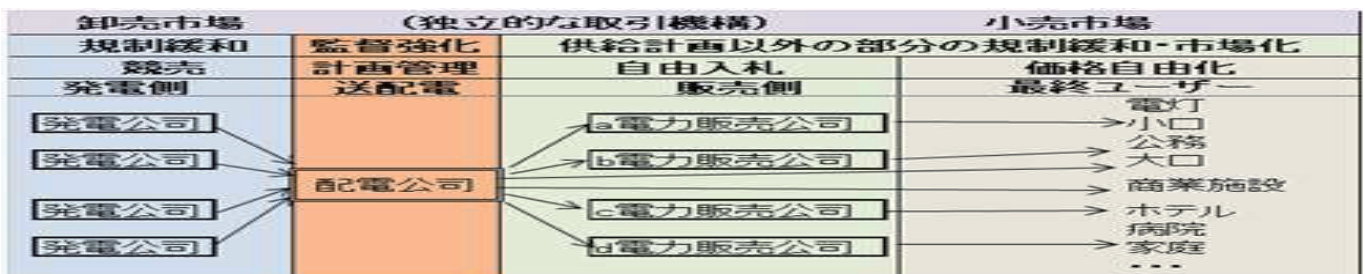 卸売市場 (独立的な取引機構) 小売市場
規制緩和 監督強化 供給計画以外の部分の規制緩和・市場化
競売 計画管理 自由入札 価格自由化
発電側 送配電 販売側 最終ユーザー
電灯
発電公司 a電力販売公司 小口
公務
発電公司 b電力販売公司 大口
配電公司 商業施設
発電公司 c電力販売公司 ホテル
病院
発電公司 d電力販売公司 家庭
・・・